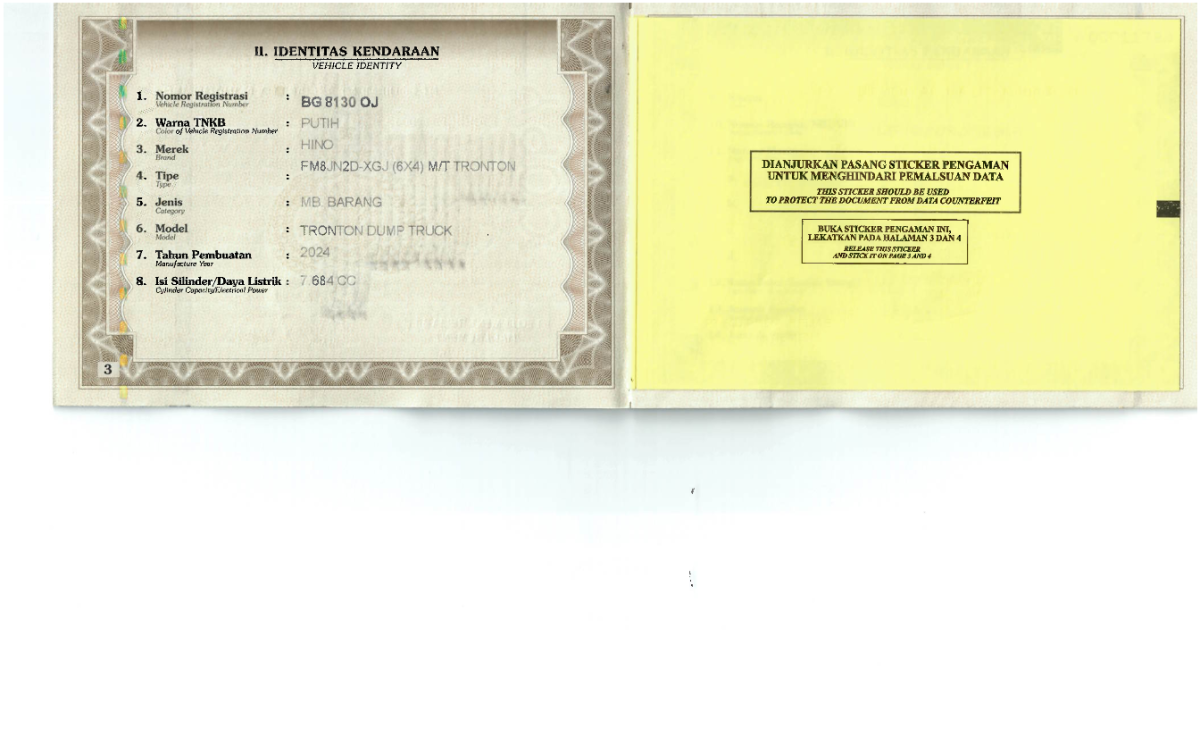 II. IDENTITAS KENDARAAN
VEHICLE IDENTITY
1. Nomor Registrasi : BG 8130 OJ
Vehicle Registration Number
2. Warna TNKB : PUTIH
Color of Vehicle Registration Number
3. Merek : HINO
Brand
4. Tipe : FM8JN2D-XGJ (6X4) M/T TRONTON
Type
5. Jenis : MB. BARANG
Category
6. Model : TRONTON DUMP TRUCK
Model
7. Tahun Pembuatan : 2024
Manufacture Year
8. Isi Silinder/Daya Listrik : 7.684 CC
Cylinder Capacity/Electrical Power
3
DIANJURKAN PASANG STICKER PENGAMAN
UNTUK MENGHINDARI PEMALSUAN DATA
THIS STICKER SHOULD BE USED
TO PROTECT THE DOCUMENT FROM DATA COUNTERFEIT
BUKA STICKER PENGAMAN INI,
LEKATKAN PADA HALAMAN 3 DAN 4
RELEASE THIS STICKER
AND STICK IT ON PAGE 3 AND 4